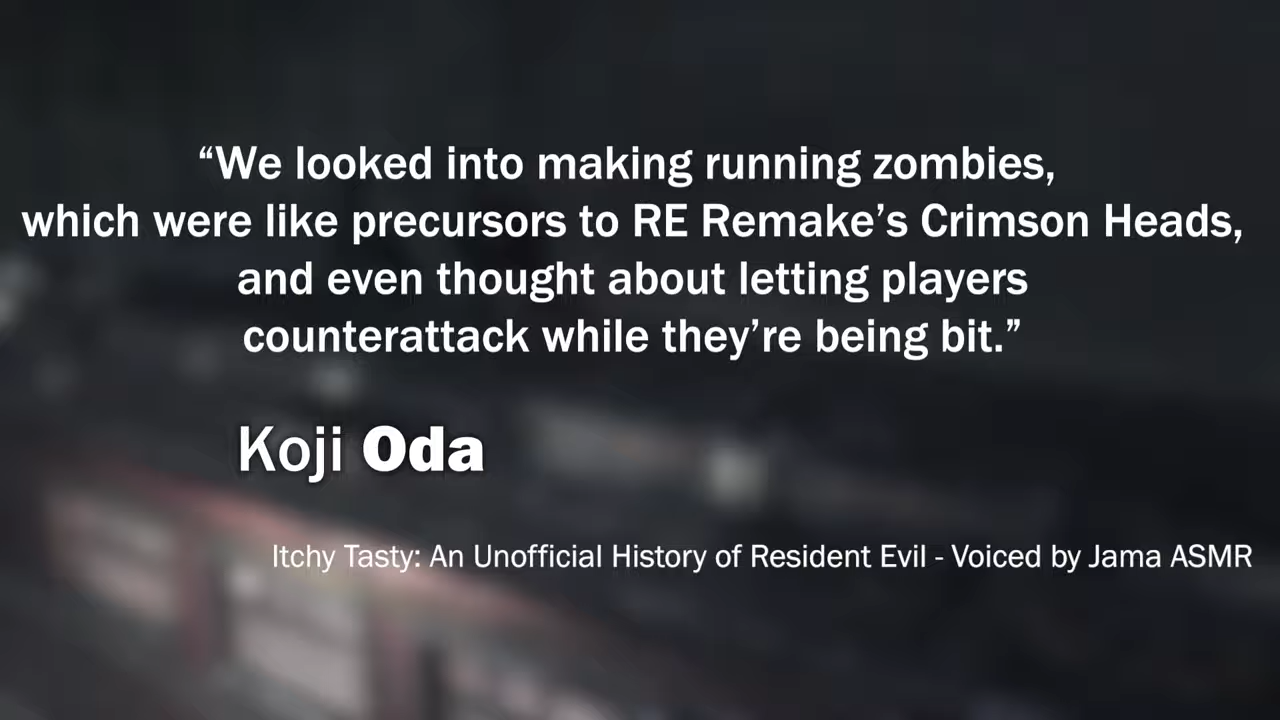 “We looked into making running zombies,
which were like precursors to RE Remake’s Crimson Heads,
and even thought about letting players
counterattack while they’re being bit.”
Koji Oda
Itchy Tasty: An Unofficial History of Resident Evil - Voiced by Jama ASMR